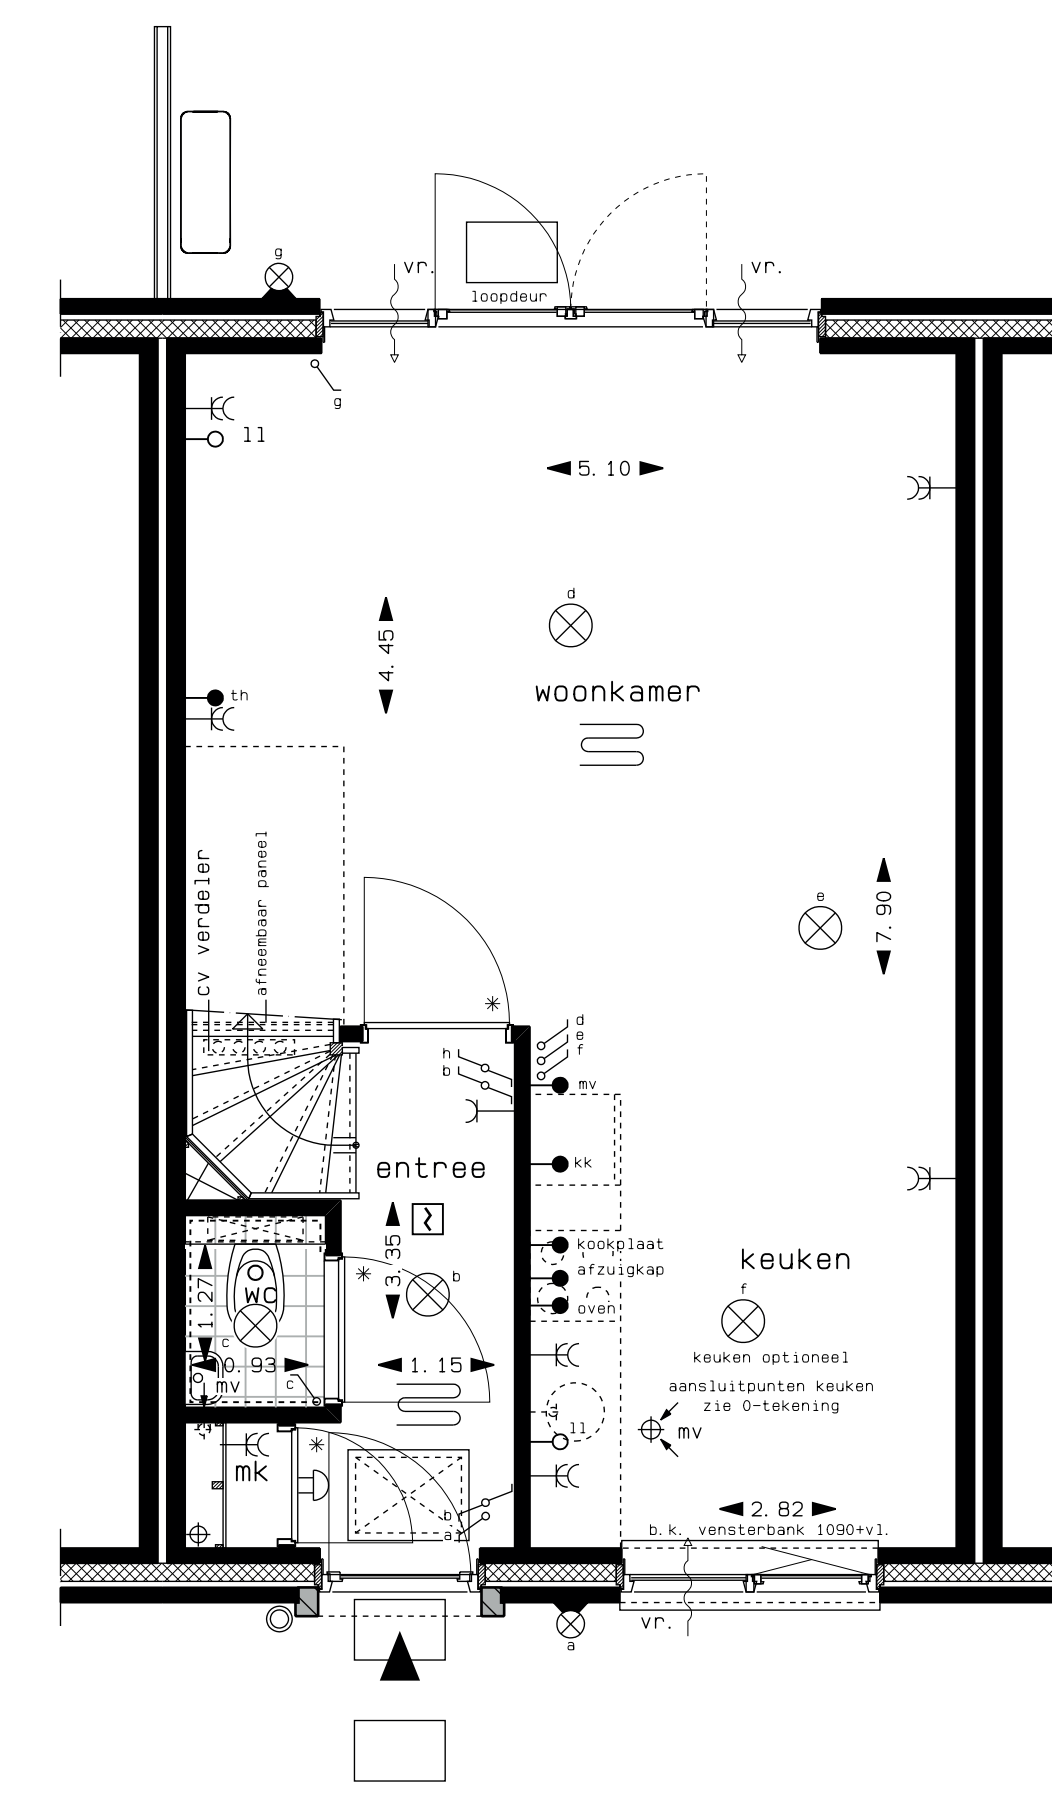 g
vr.
vr.
loopdeur
g
ll
5.10
d
4.45
woonkamer
th
cv verdeler
afneembaar paneel
e
7.90
d
e
f
h
b
mv
kk
entree
3.35
kookplaat
afzuigkap
oven
keuken
f
b
wc
1.27
c
0.93
c
mv
1.15
keuken optioneel
aansluitpunten keuken
zie O-tekening
ll
mv
mk
b
a
2.82
b.k. vensterbank 1090+vl.
vr.
a